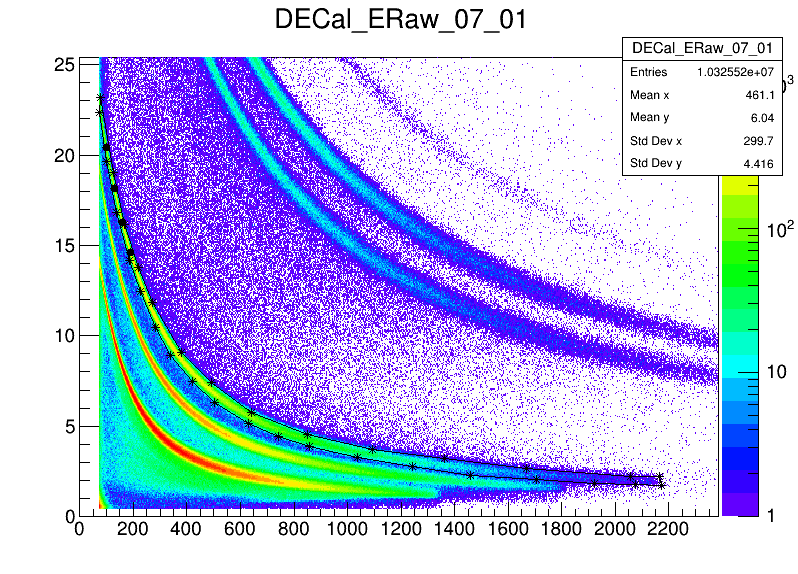 DECal_ERaw_07_01
DECal_ERaw_07_01
Entries 1.032552e+07
Mean x 461.1
Mean y 6.04
Std Dev x 299.7
Std Dev y 4.416
25
20
15
10
5
0
0 200 400 600 800 1000 1200 1400 1600 1800 2000 2200
10²
10
1